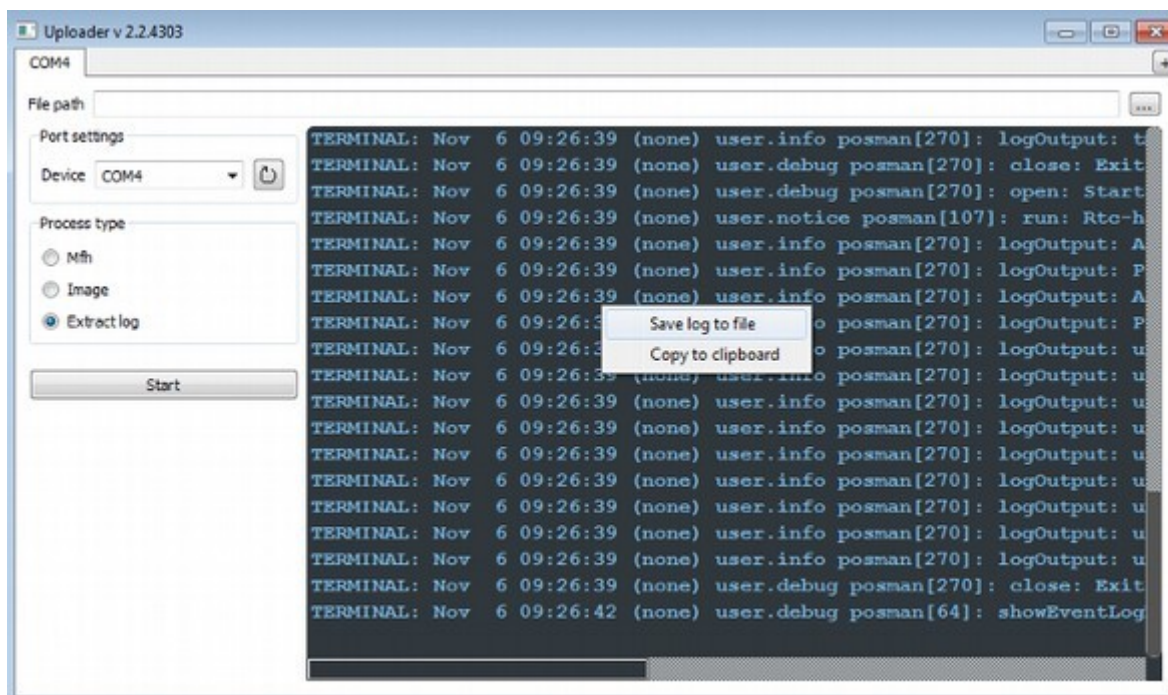 Uploader v 2.2.4303
COM4
File path
...
Port settings
Device COM4
Process type
Mfh
Image
Extract log
Start
TERMINAL: Nov 6 09:26:39 (none) user.info posman[270]: logOutput: t
TERMINAL: Nov 6 09:26:39 (none) user.debug posman[270]: close: Exit
TERMINAL: Nov 6 09:26:39 (none) user.debug posman[270]: open: Start
TERMINAL: Nov 6 09:26:39 (none) user.notice posman[107]: run: Rtc-h
TERMINAL: Nov 6 09:26:39 (none) user.info posman[270]: logOutput: A
TERMINAL: Nov 6 09:26:39 (none) user.info posman[270]: logOutput: P
TERMINAL: Nov 6 09:26:39 (none) user.info posman[270]: logOutput: A
TERMINAL: Nov 6 09:26:3 o posman[270]: logOutput: P
Save log to file
TERMINAL: Nov 6 09:26:3 o posman[270]: logOutput: u
Copy to clipboard
TERMINAL: Nov 6 09:26:39 (none) user.info posman[270]: logOutput: u
TERMINAL: Nov 6 09:26:39 (none) user.info posman[270]: logOutput: u
TERMINAL: Nov 6 09:26:39 (none) user.info posman[270]: logOutput: u
TERMINAL: Nov 6 09:26:39 (none) user.info posman[270]: logOutput: u
TERMINAL: Nov 6 09:26:39 (none) user.info posman[270]: logOutput: u
TERMINAL: Nov 6 09:26:39 (none) user.info posman[270]: logOutput: u
TERMINAL: Nov 6 09:26:39 (none) user.info posman[270]: logOutput: u
TERMINAL: Nov 6 09:26:39 (none) user.info posman[270]: logOutput: u
TERMINAL: Nov 6 09:26:39 (none) user.debug posman[270]: close: Exit
TERMINAL: Nov 6 09:26:42 (none) user.debug posman[64]: showEventLog